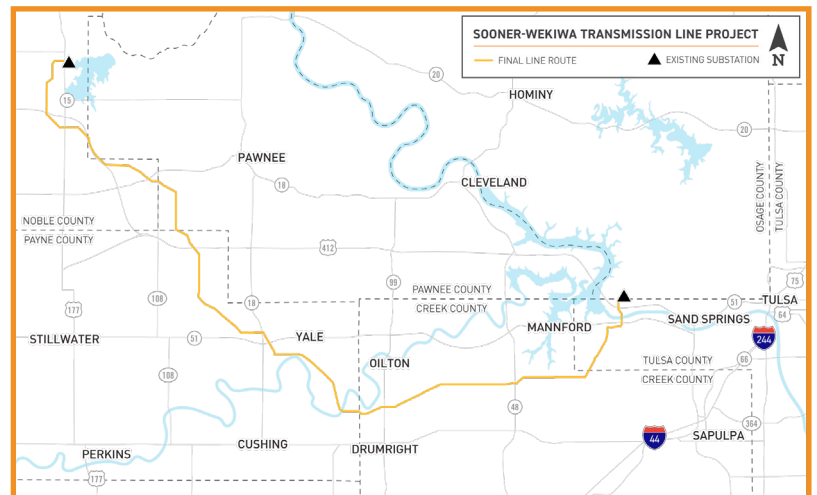 SOONER-WEKIWA TRANSMISSION LINE PROJECT
FINAL LINE ROUTE
EXISTING SUBSTATION
N
20
HOMINY
15
20
PAWNEE
18
CLEVELAND
OSAGE COUNTY
TULSA COUNTY
NOBLE COUNTY
PAYNE COUNTY
412
99
75
PAWNEE COUNTY
CREEK COUNTY
108
18
51
TULSA
177
64
SAND SPRINGS
MANNFORD
STILLWATER
51
YALE
244
OILTON
TULSA COUNTY
CREEK COUNTY
66
108
48
364
SAPULPA
44
CUSHING
DRUMRIGHT
PERKINS
177